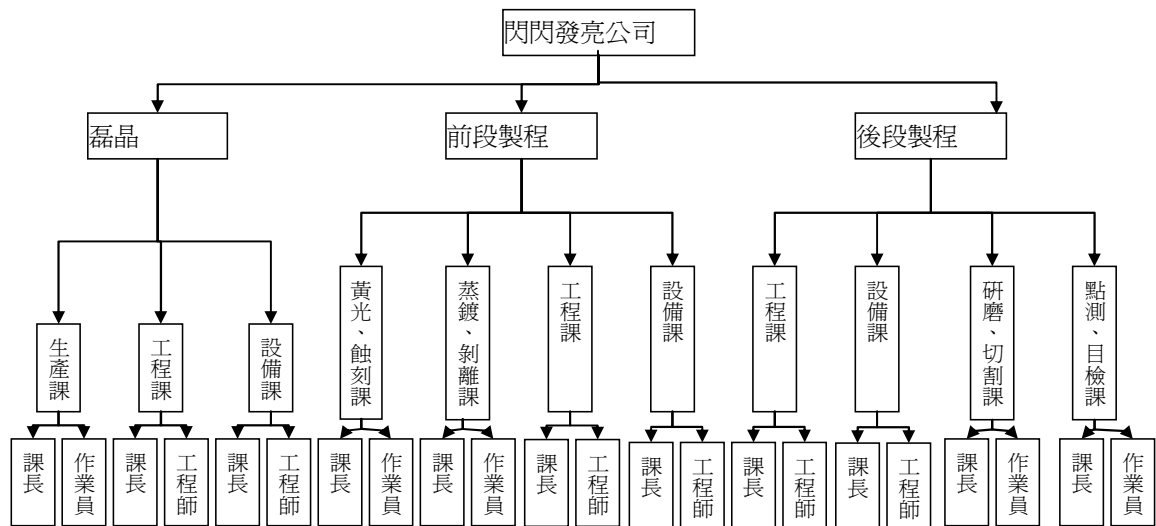 閃閃發亮公司
磊晶
前段製程
後段製程
生產課
工程課
設備課
黃光、蝕刻課
蒸鍍、剝離課
工程課
設備課
工程課
設備課
研磨、切割課
點測、目檢課
課長
作業員
課長
工程師
課長
工程師
課長
作業員
課長
作業員
課長
工程師
課長
工程師
課長
工程師
課長
工程師
課長
作業員
課長
作業員